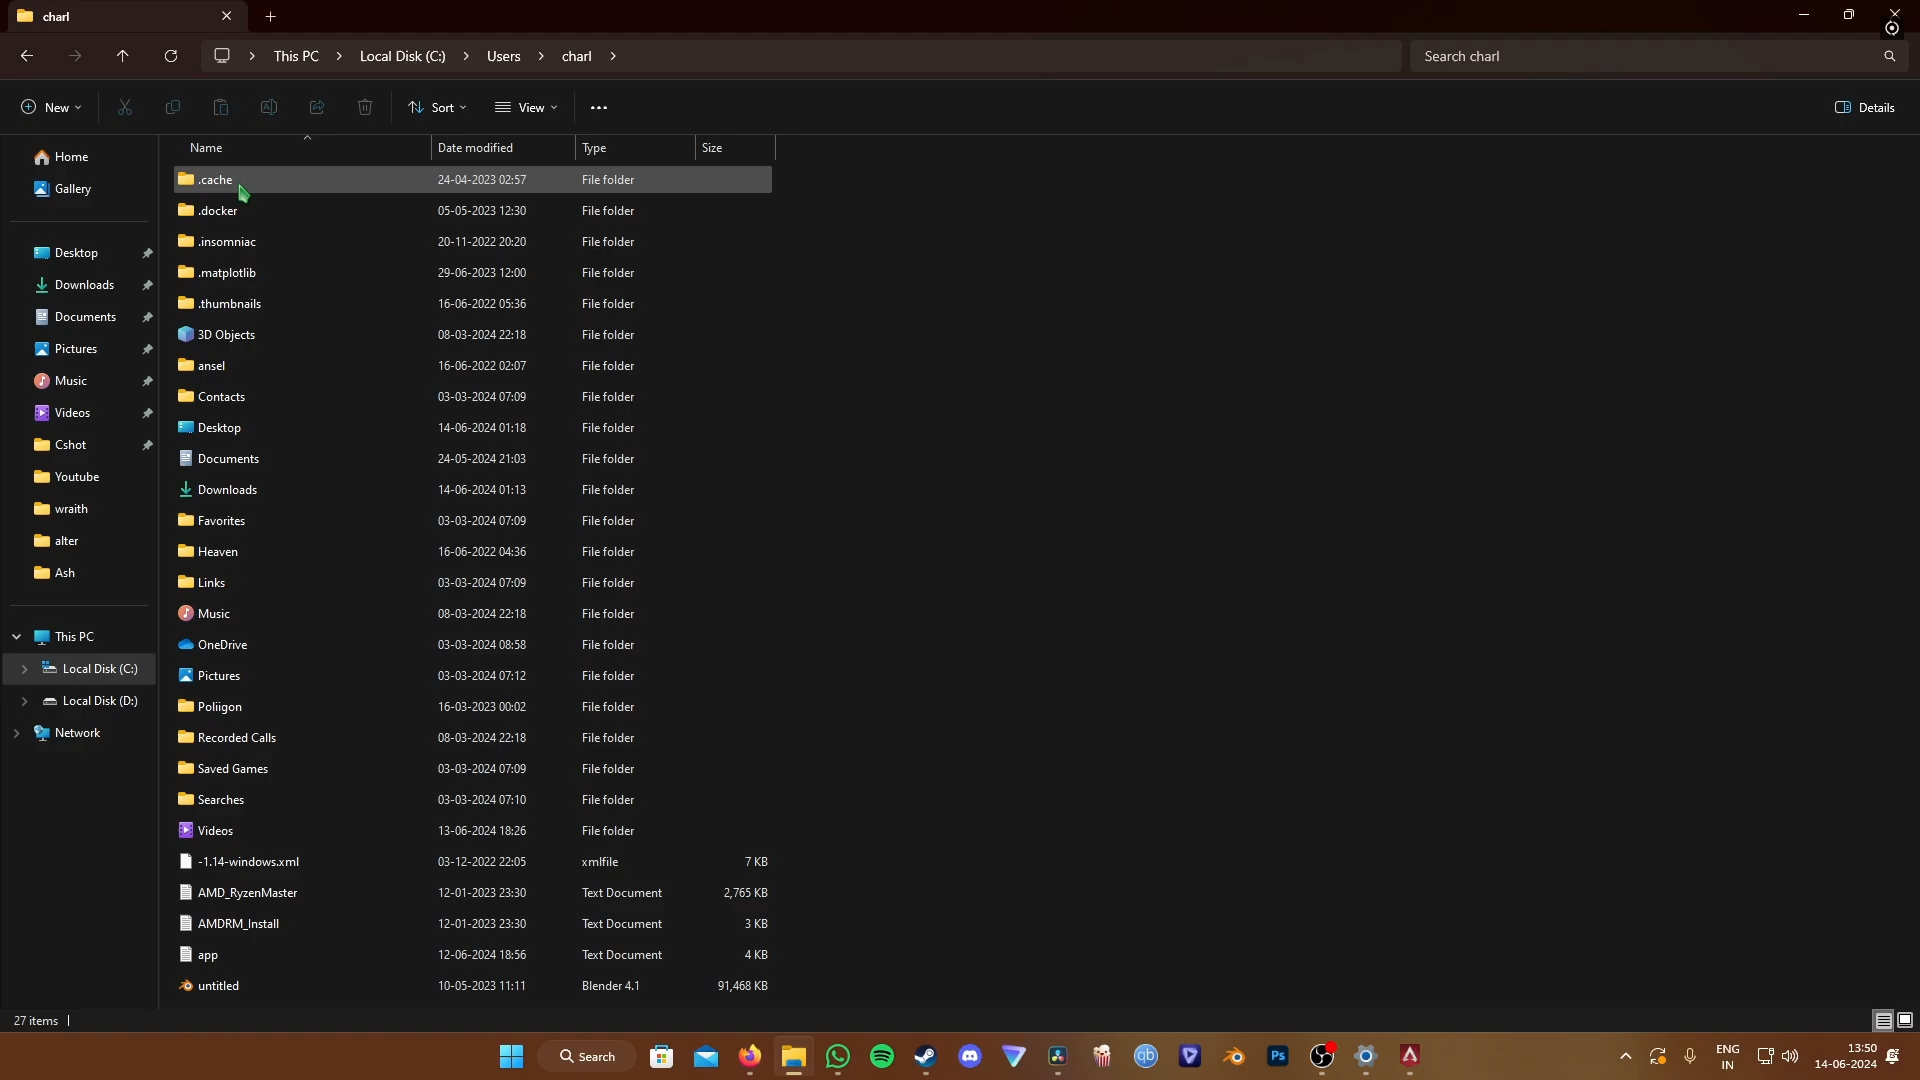 charl
This PC
Local Disk (C:)
Users
charl
Search charl
New
Sort
View
Details
Home
Gallery
Desktop
Downloads
Documents
Pictures
Music
Videos
Cshot
Youtube
wraith
alter
Ash
This PC
Local Disk (C:)
Local Disk (D:)
Network
Name Date modified Type Size
.cache 24-04-2023 02:57 File folder
.docker 05-05-2023 12:30 File folder
.insomniac 20-11-2022 20:20 File folder
.matplotlib 29-06-2023 12:00 File folder
.thumbnails 16-06-2022 05:36 File folder
3D Objects 08-03-2024 22:18 File folder
ansel 16-06-2022 02:07 File folder
Contacts 03-03-2024 07:09 File folder
Desktop 14-06-2024 01:18 File folder
Documents 24-05-2024 21:03 File folder
Downloads 14-06-2024 01:13 File folder
Favorites 03-03-2024 07:09 File folder
Heaven 16-06-2022 04:36 File folder
Links 03-03-2024 07:09 File folder
Music 08-03-2024 22:18 File folder
OneDrive 03-03-2024 08:58 File folder
Pictures 03-03-2024 07:12 File folder
Poliigon 16-03-2023 00:02 File folder
Recorded Calls 08-03-2024 22:18 File folder
Saved Games 03-03-2024 07:09 File folder
Searches 03-03-2024 07:10 File folder
Videos 13-06-2024 18:26 File folder
-1.14-windows.xml 03-12-2022 22:05 xmlfile 7 KB
AMD_RyzenMaster 12-01-2023 23:30 Text Document 2,765 KB
AMDRM_Install 12-01-2023 23:30 Text Document 3 KB
app 12-06-2024 18:56 Text Document 4 KB
untitled 10-05-2023 11:11 Blender 4.1 91,468 KB
27 items
Search
qb
Ps
ENG
IN
13:50
14-06-2024